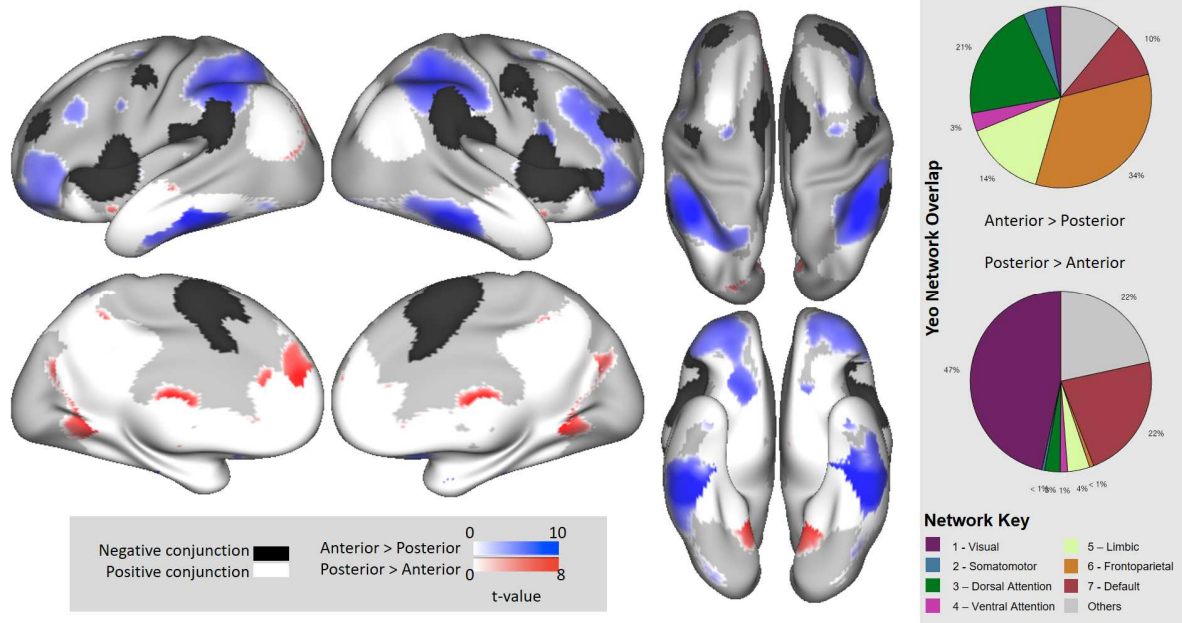 10%
21%
3%
14%
34%
Anterior > Posterior
Posterior > Anterior
Yeo Network Overlap
22%
47%
22%
< 1%
1%
4%
< 1%
Network Key
1 - Visual
5 – Limbic
2 - Somatomotor
6 – Frontoparietal
3 – Dorsal Attention
7 - Default
4 – Ventral Attention
Others
0
10
Negative conjunction
Anterior > Posterior
Positive conjunction
Posterior > Anterior
0
8
t-value